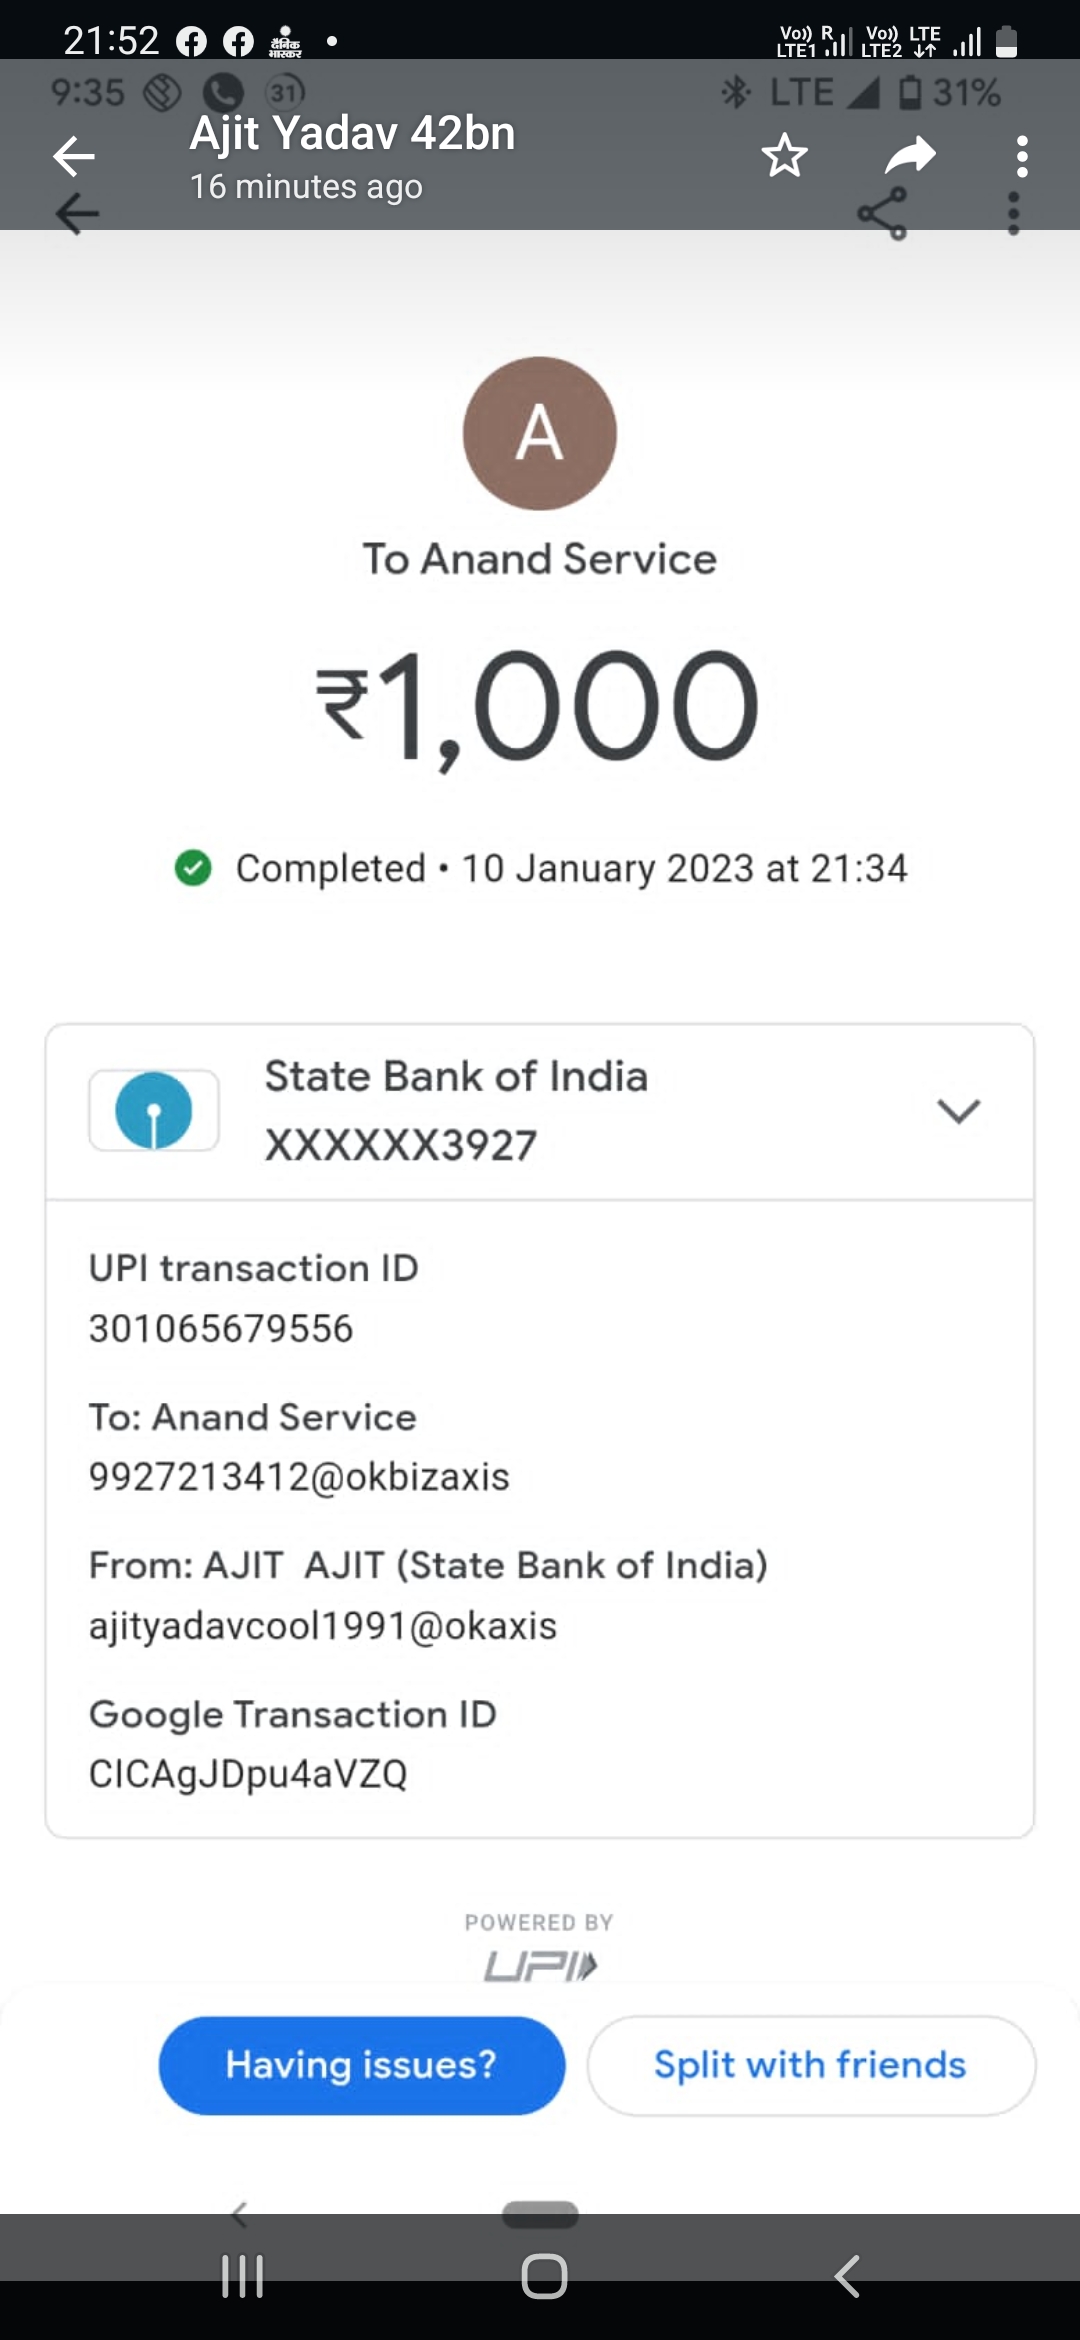 21:52
दैनिक
भास्कर
Vo)) R Vo)) LTE
LTE1 LTE2
9:35 31 LTE 31%
Ajit Yadav 42bn
16 minutes ago
A
To Anand Service
₹1,000
Completed • 10 January 2023 at 21:34
State Bank of India
XXXXXX3927
UPI transaction ID
301065679556
To: Anand Service
9927213412@okbizaxis
From: AJIT AJIT (State Bank of India)
ajityadavcool1991@okaxis
Google Transaction ID
CICAgJDpu4aVZQ
POWERED BY
UPI
Having issues?
Split with friends